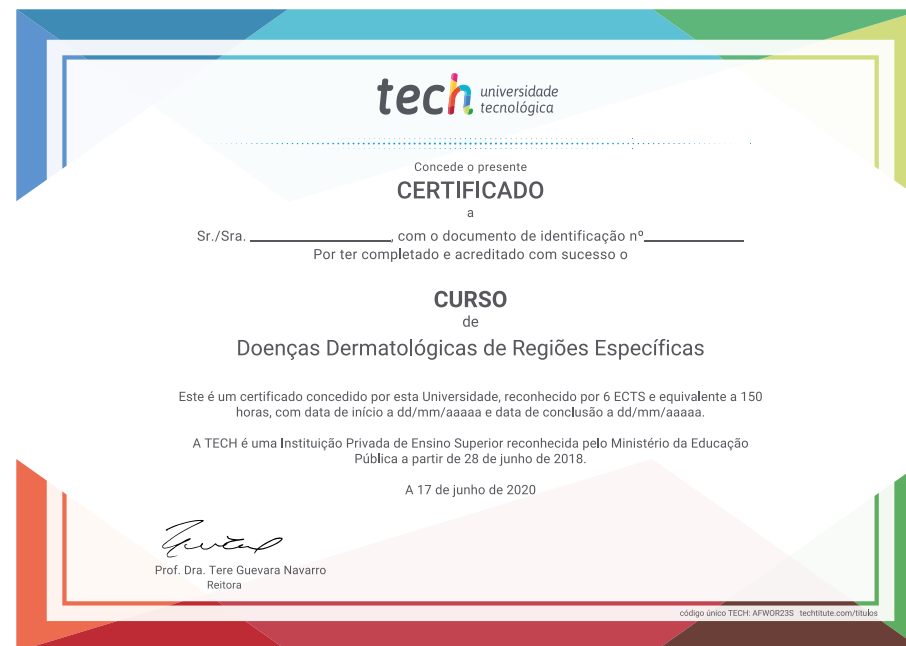 tech universidade
tecnológica
Concede o presente
CERTIFICADO
a
Sr./Sra. ____________________, com o documento de identificação nº______________
Por ter completado e acreditado com sucesso o
CURSO
de
Doenças Dermatológicas de Regiões Específicas
Este é um certificado concedido por esta Universidade, reconhecido por 6 ECTS e equivalente a 150
horas, com data de início a dd/mm/aaaaa e data de conclusão a dd/mm/aaaaa.
A TECH é uma Instituição Privada de Ensino Superior reconhecida pelo Ministério da Educação
Pública a partir de 28 de junho de 2018.
A 17 de junho de 2020
Prof. Dra. Tere Guevara Navarro
Reitora
código único TECH: AFWOR23S techtitute.com/titulos